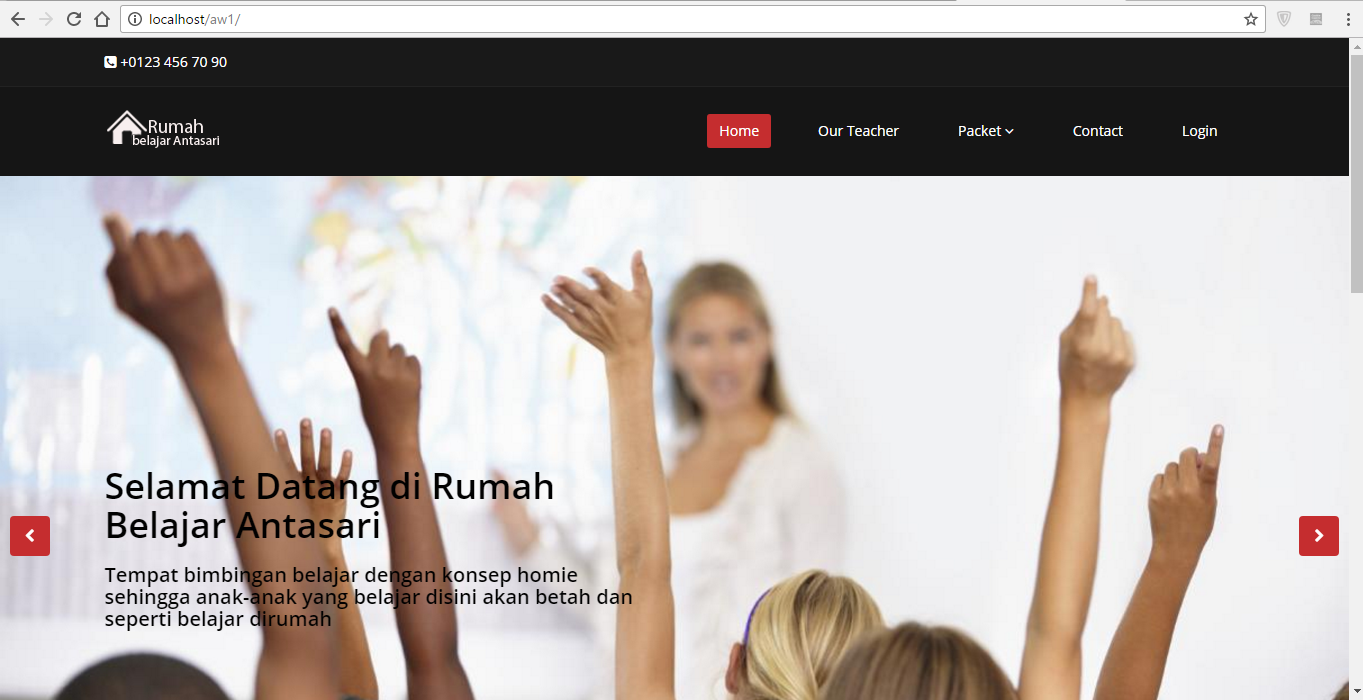 localhost/aw1/
+0123 456 70 90
Rumah
belajar Antasari
Home Our Teacher Packet Contact Login
Selamat Datang di Rumah
Belajar Antasari
Tempat bimbingan belajar dengan konsep homie
sehingga anak-anak yang belajar disini akan betah dan
seperti belajar dirumah